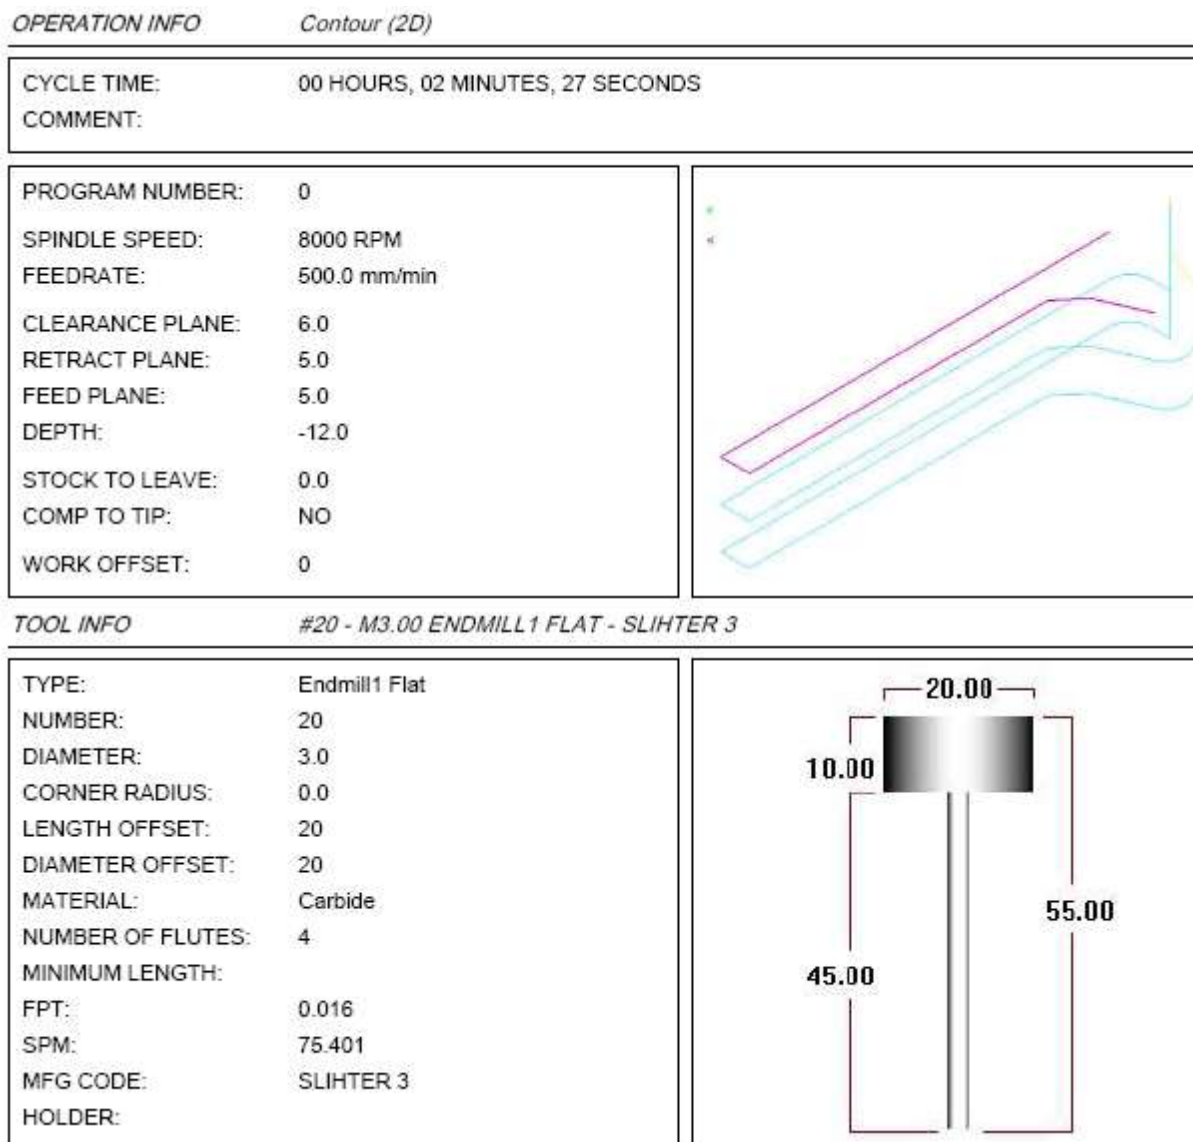 OPERATION INFO Contour (2D)
CYCLE TIME: 00 HOURS, 02 MINUTES, 27 SECONDS
COMMENT:
PROGRAM NUMBER: 0
SPINDLE SPEED: 8000 RPM
FEEDRATE: 500.0 mm/min
CLEARANCE PLANE: 6.0
RETRACT PLANE: 5.0
FEED PLANE: 5.0
DEPTH: -12.0
STOCK TO LEAVE: 0.0
COMP TO TIP: NO
WORK OFFSET: 0
TOOL INFO #20 - M3.00 ENDMILL1 FLAT - SLIHTER 3
TYPE: Endmill1 Flat
NUMBER: 20
DIAMETER: 3.0
CORNER RADIUS: 0.0
LENGTH OFFSET: 20
DIAMETER OFFSET: 20
MATERIAL: Carbide
NUMBER OF FLUTES: 4
MINIMUM LENGTH:
FPT: 0.016
SPM: 75.401
MFG CODE: SLIHTER 3
HOLDER:
20.00
10.00
55.00
45.00